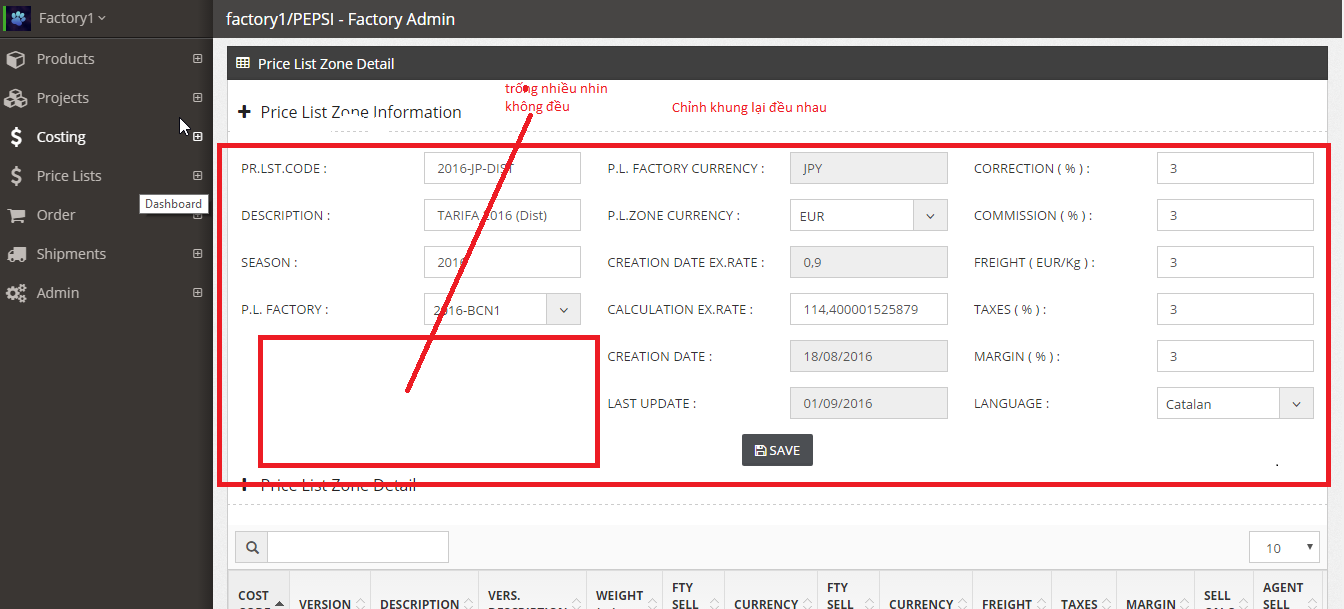 Factory1
factory1/PEPSI - Factory Admin
Products
Projects
Costing
Price Lists
Dashboard
Order
Shipments
Admin
Price List Zone Detail
trống nhiều nhin
không đều
Chỉnh khung lại đều nhau
Price List Zone Information
PR.LST.CODE : 2016-JP-DIST P.L. FACTORY CURRENCY : JPY CORRECTION ( % ) : 3
DESCRIPTION : TARIFA 2016 (Dist) P.L.ZONE CURRENCY : EUR COMMISSION ( % ) : 3
SEASON : 2016 CREATION DATE EX.RATE : 0,9 FREIGHT ( EUR/Kg ) : 3
P.L. FACTORY : 2016-BCN1 CALCULATION EX.RATE : 114,400001525879 TAXES ( % ) : 3
CREATION DATE : 18/08/2016 MARGIN ( % ) : 3
LAST UPDATE : 01/09/2016 LANGUAGE : Catalan
SAVE
Price List Zone Detail
10
COST VERS. FTY FTY SELL AGENT
VERSION DESCRIPTION WEIGHT SELL CURRENCY SELL CURRENCY FREIGHT TAXES MARGIN SELL